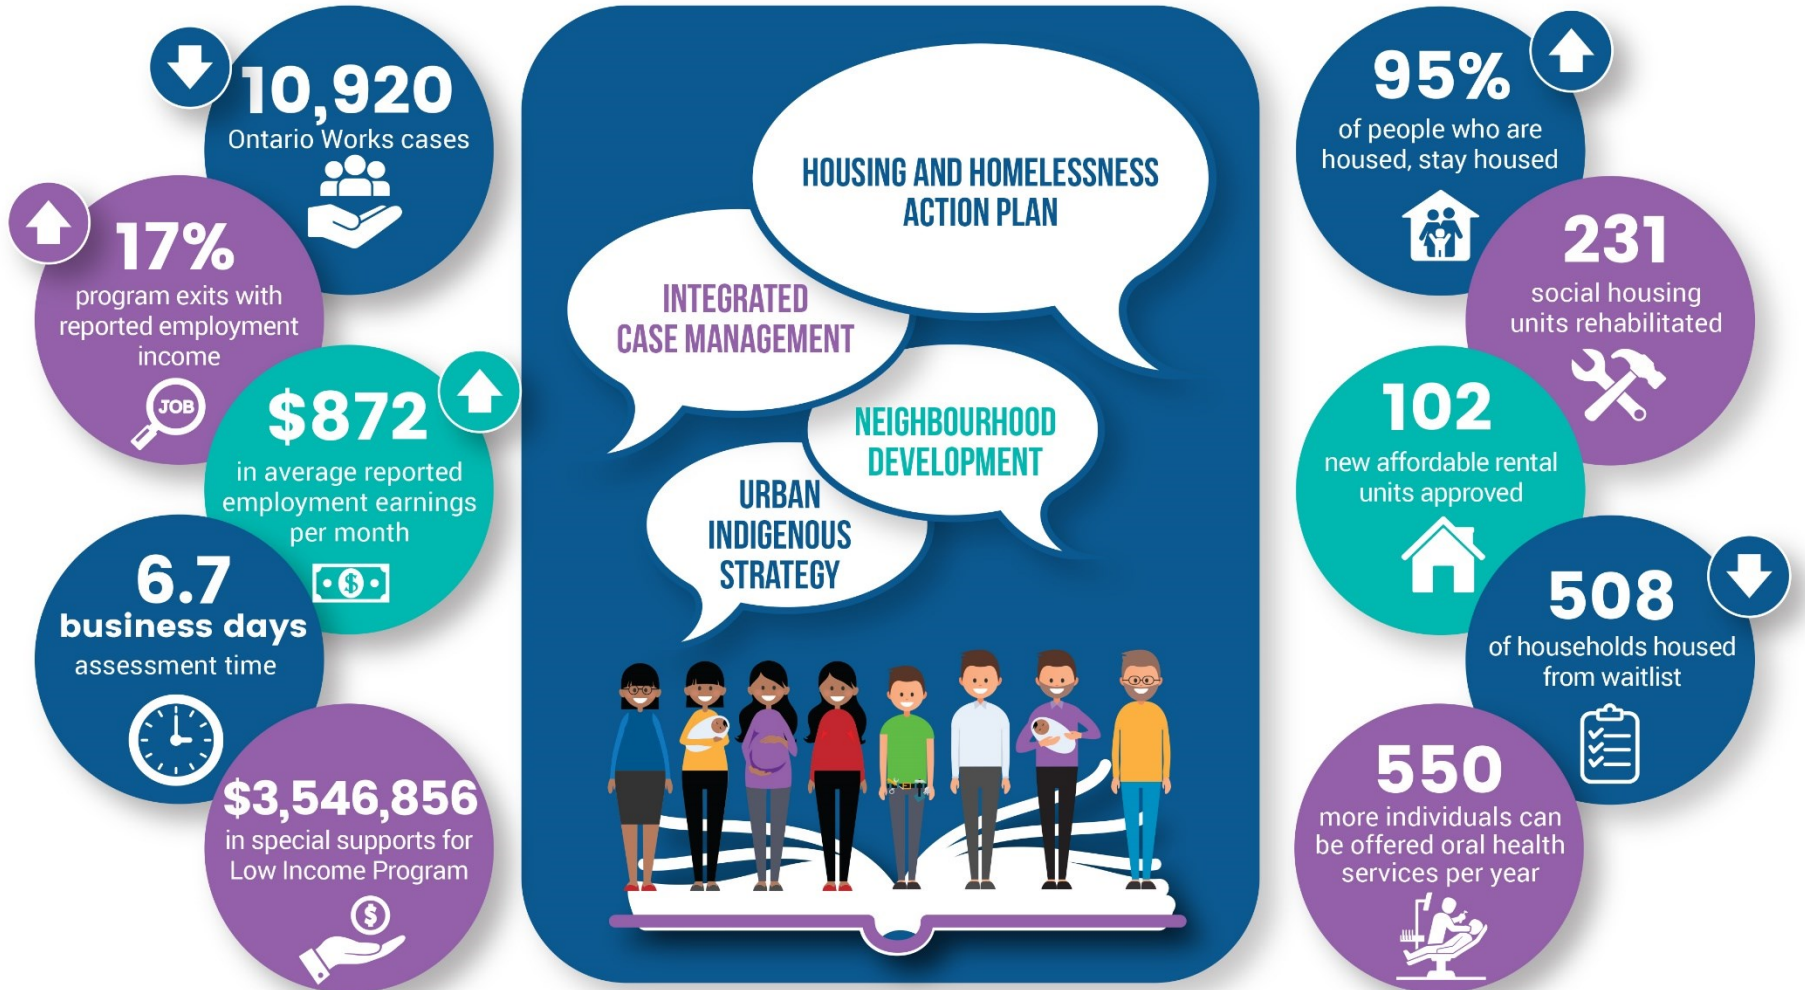 10,920
Ontario Works cases
17%
program exits with
reported employment
income
JOB
$872
in average reported
employment earnings
per month
$
6.7
business days
assessment time
$3,546,856
in special supports for
Low Income Program
$
HOUSING AND HOMELESSNESS
ACTION PLAN
INTEGRATED
CASE MANAGEMENT
NEIGHBOURHOOD
DEVELOPMENT
URBAN
INDIGENOUS
STRATEGY
95%
of people who are
housed, stay housed
231
social housing
units rehabilitated
102
new affordable rental
units approved
508
of households housed
from waitlist
550
more individuals can
be offered oral health
services per year